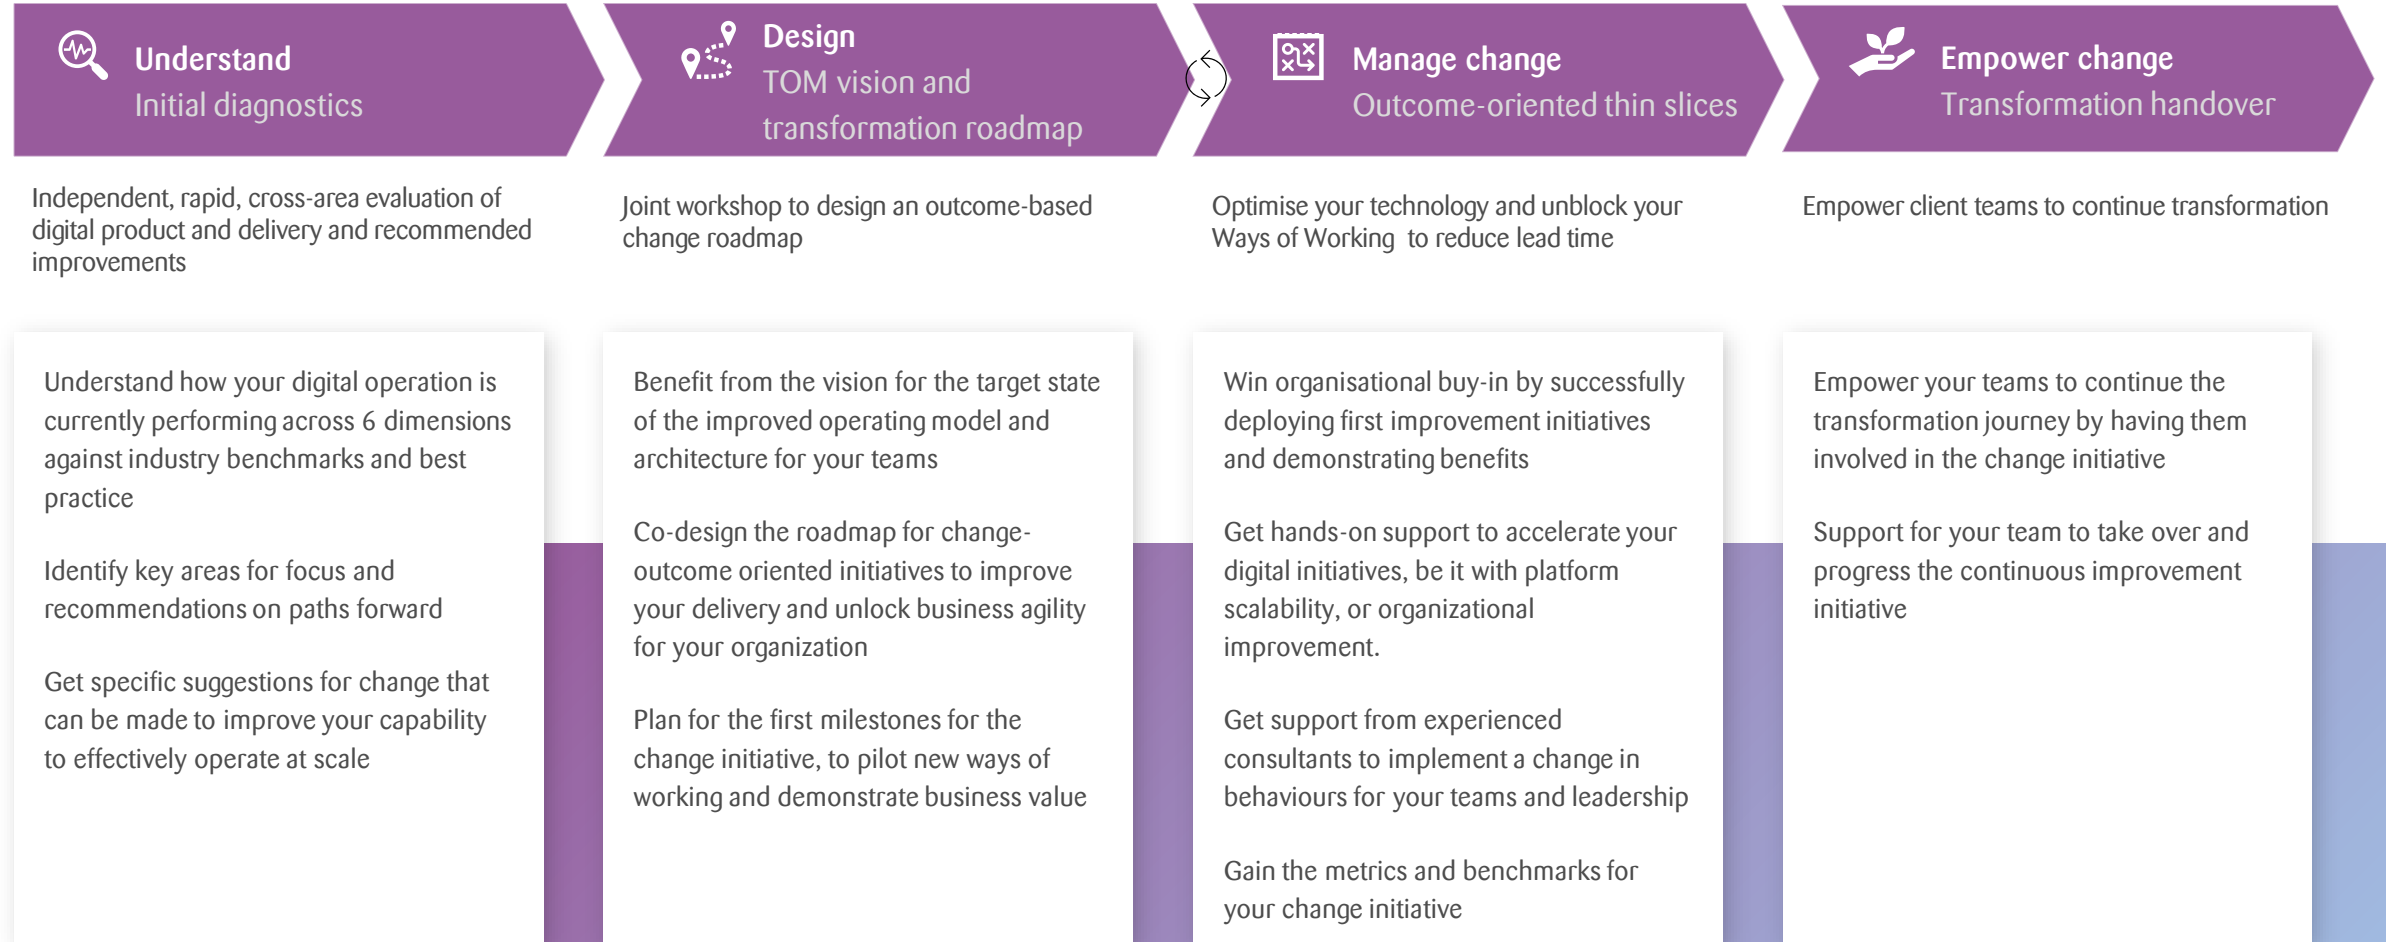 Understand
Initial diagnostics
Design
TOM vision and
transformation roadmap
Manage change
Outcome-oriented thin slices
Empower change
Transformation handover
Independent, rapid, cross-area evaluation of
digital product and delivery and recommended
improvements
Joint workshop to design an outcome-based
change roadmap
Optimise your technology and unblock your
Ways of Working to reduce lead time
Empower client teams to continue transformation
Understand how your digital operation is
currently performing across 6 dimensions
against industry benchmarks and best
practice
Identify key areas for focus and
recommendations on paths forward
Get specific suggestions for change that
can be made to improve your capability
to effectively operate at scale
Benefit from the vision for the target state
of the improved operating model and
architecture for your teams
Co-design the roadmap for change-
outcome oriented initiatives to improve
your delivery and unlock business agility
for your organization
Plan for the first milestones for the
change initiative, to pilot new ways of
working and demonstrate business value
Win organisational buy-in by successfully
deploying first improvement initiatives
and demonstrating benefits
Get hands-on support to accelerate your
digital initiatives, be it with platform
scalability, or organizational
improvement.
Get support from experienced
consultants to implement a change in
behaviours for your teams and leadership
Gain the metrics and benchmarks for
your change initiative
Empower your teams to continue the
transformation journey by having them
involved in the change initiative
Support for your team to take over and
progress the continuous improvement
initiative